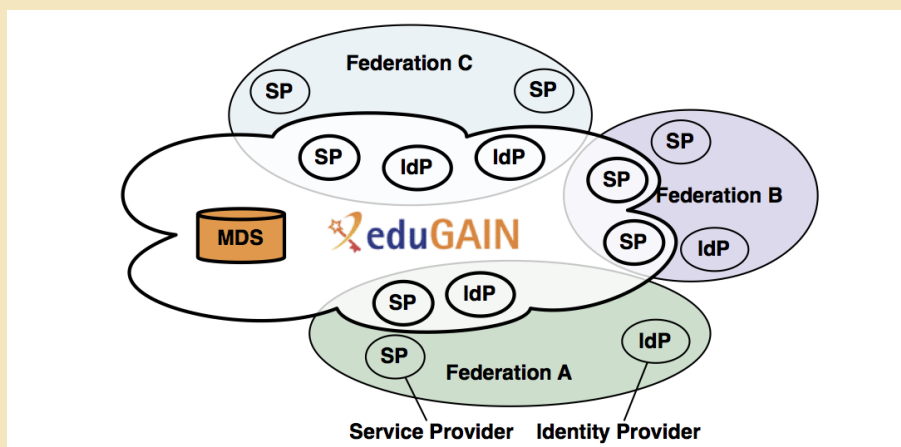 Federation C
SP
SP
SP
IdP
IdP
SP
SP
Federation B
MDS
eduGAIN
SP
IdP
SP
IdP
SP
IdP
Federation A
Service Provider
Identity Provider